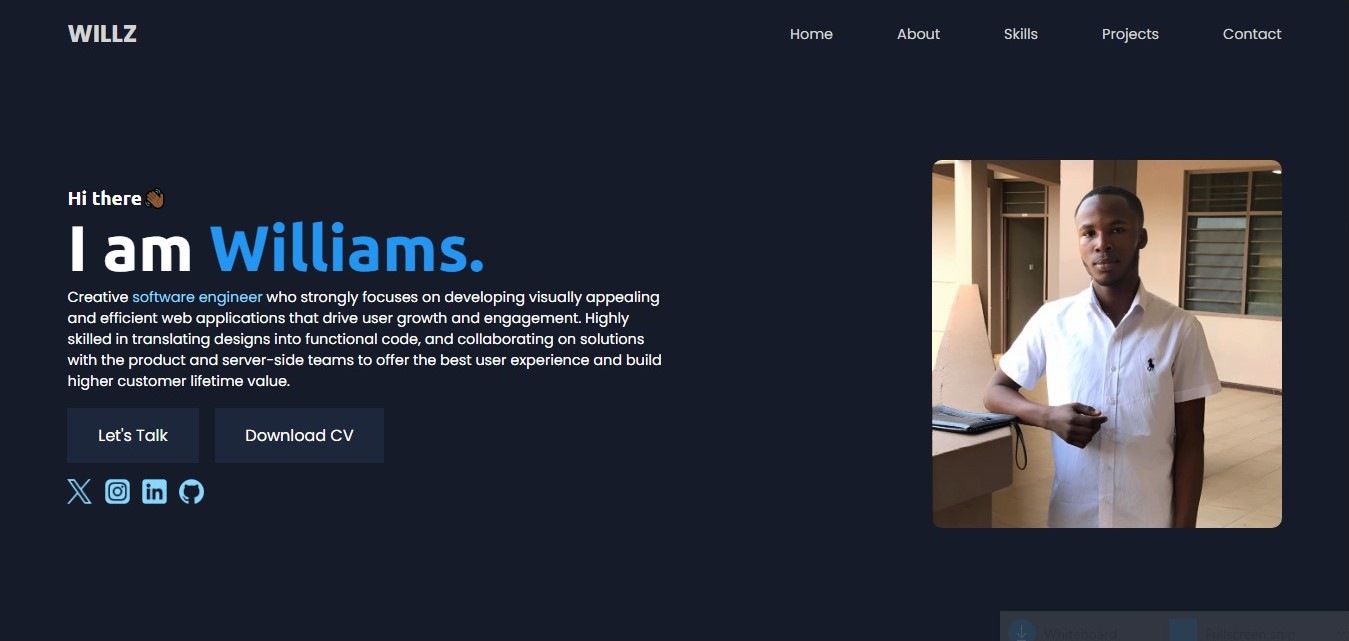 WILLZ
Home About Skills Projects Contact
Hi there👋🏾
I am Williams.
Creative software engineer who strongly focuses on developing visually appealing
and efficient web applications that drive user growth and engagement. Highly
skilled in translating designs into functional code, and collaborating on solutions
with the product and server-side teams to offer the best user experience and build
higher customer lifetime value.
Let's Talk Download CV